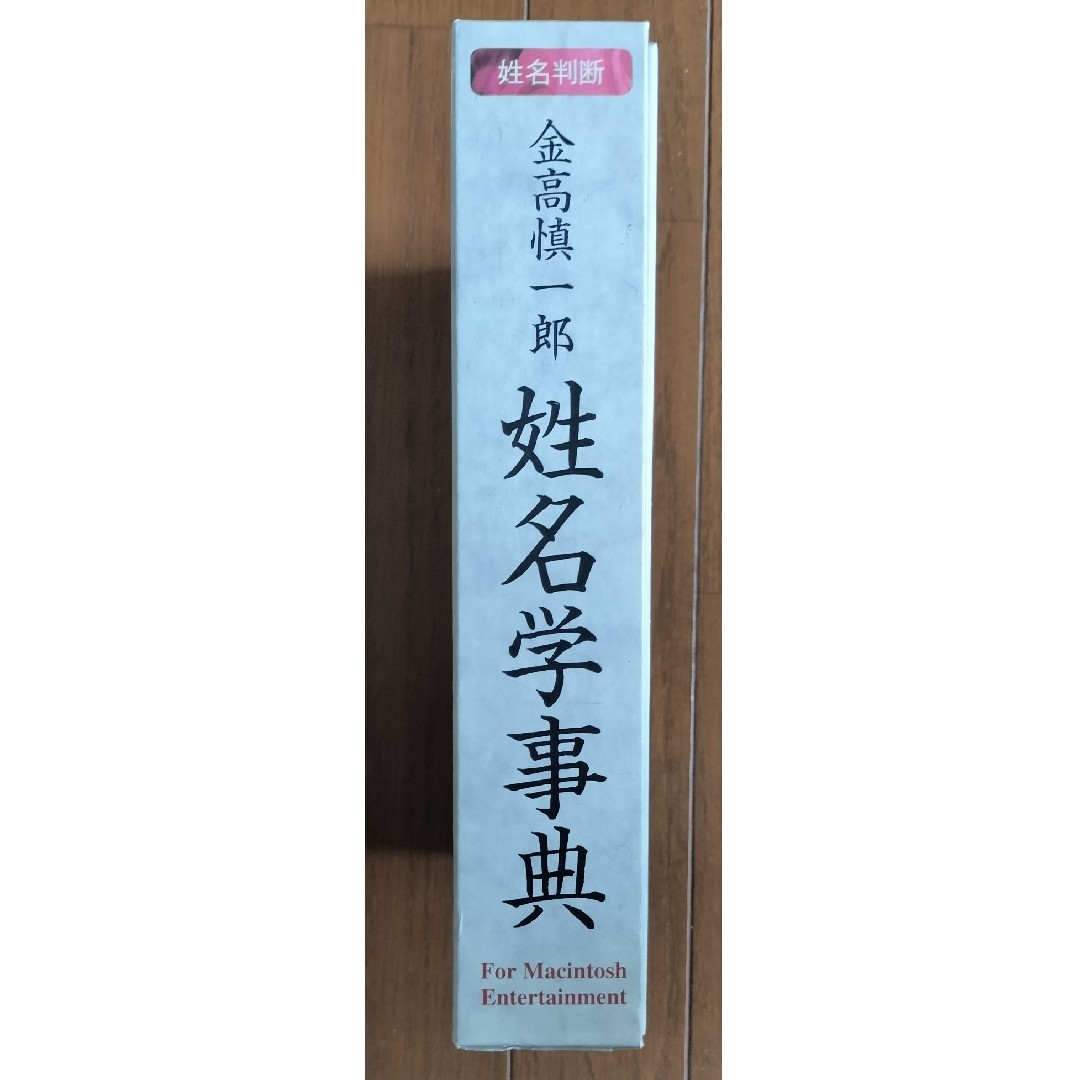 姓名判断
金高慎一郎
姓名学事典
For Macintosh
Entertainment